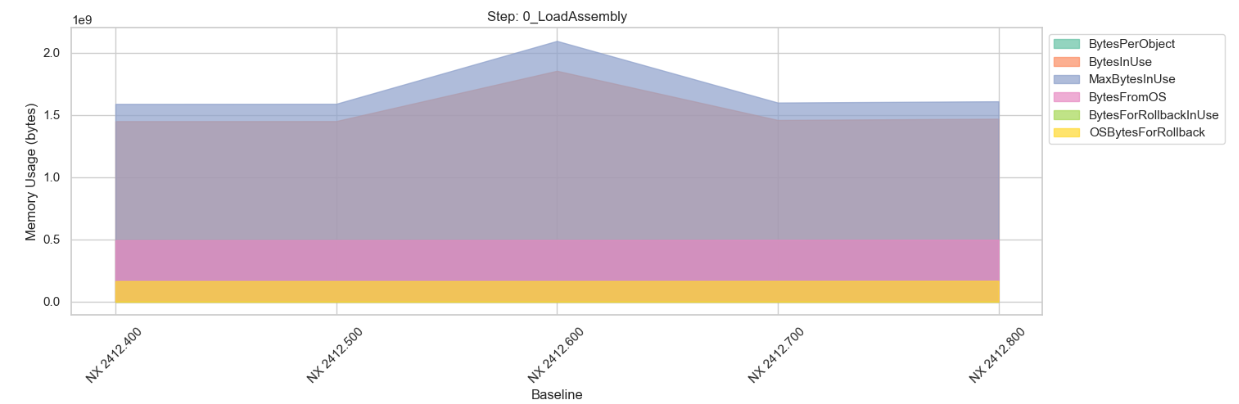 Step: 0_LoadAssembly
1e9
Memory Usage (bytes)
2.0
1.5
1.0
0.5
0.0
NX 2412.400
NX 2412.500
NX 2412.600
NX 2412.700
NX 2412.800
Baseline
BytesPerObject
BytesInUse
MaxBytesInUse
BytesFromOS
BytesForRollbackInUse
OSBytesForRollback